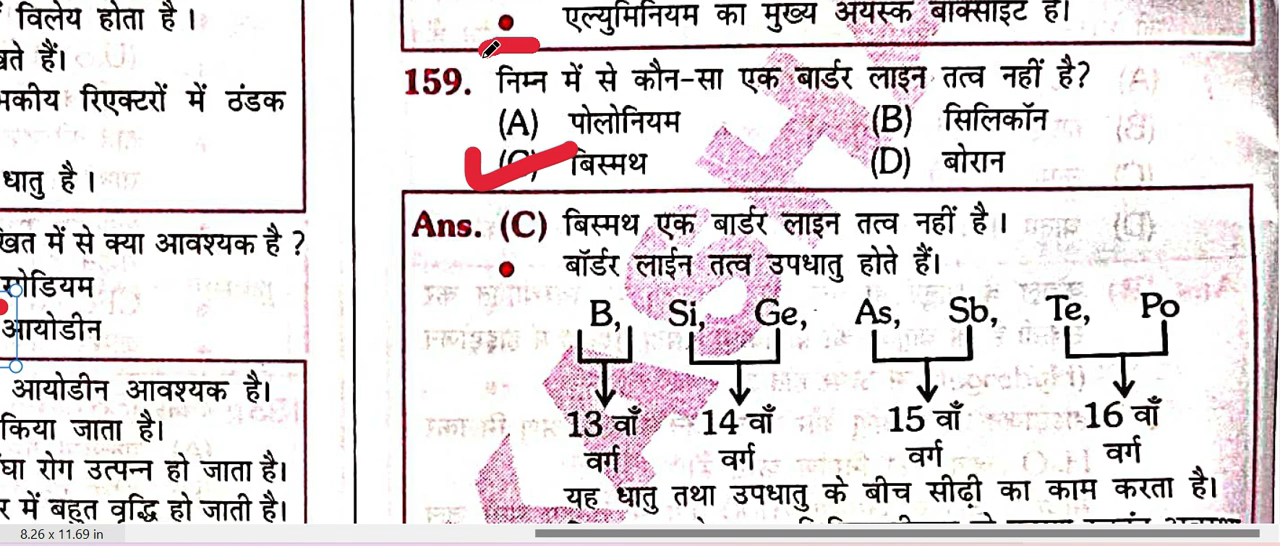 विलेय होता है ।
हैं।
रिएक्टरों में ठंडक
धातु है ।
में से क्या आवश्यक है ?
आयोडीन
आयोडीन आवश्यक है।
किया जाता है।
रोग उत्पन्न हो जाता है।
में बहुत वृद्धि हो जाती है।
• एल्युमिनियम का मुख्य अयस्क बाक्साइट है।
159. निम्न में से कौन-सा एक बार्डर लाइन तत्व नहीं है?
(A) पोलोनियम (B) सिलिकॉन
(C) बिस्मथ (D) बोरान
Ans. (C) बिस्मथ एक बार्डर लाइन तत्व नहीं है ।
• बॉर्डर लाईन तत्व उपधातु होते हैं।
B, Si, Ge, As, Sb, Te, Po
13 वाँ 14 वाँ 15 वाँ 16 वाँ
वर्ग वर्ग वर्ग वर्ग
यह धातु तथा उपधातु के बीच सीढ़ी का काम करता है।
8.26 x 11.69 in